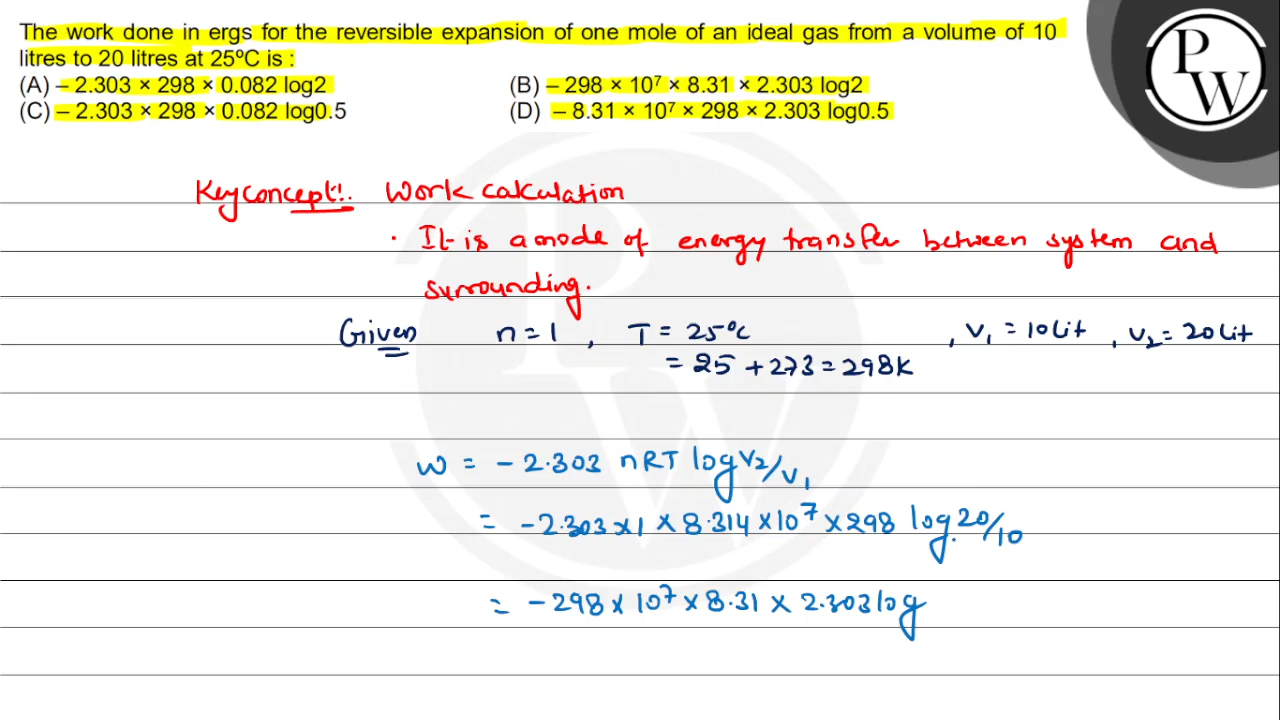 The work done in ergs for the reversible expansion of one mole of an ideal gas from a volume of 10
litres to 20 litres at 25ºC is :
(A) – 2.303 × 298 × 0.082 log2 (B) – 298 × 10⁷ × 8.31 × 2.303 log2
(C) – 2.303 × 298 × 0.082 log0.5 (D) – 8.31 × 10⁷ × 298 × 2.303 log0.5
P
W
Key concept:. Work calculation
· It is a mode of energy transfer between system and
surrounding.
Given n = 1 , T = 25°C , V₁ = 10 Lit , V₂ = 20 Lit
= 25 + 273 = 298K
W = - 2.303 nRT log V₂/V₁
= - 2.303 × 1 × 8.314 × 10⁷ × 298 log 20/10
= - 298 × 10⁷ × 8.31 × 2.303 log